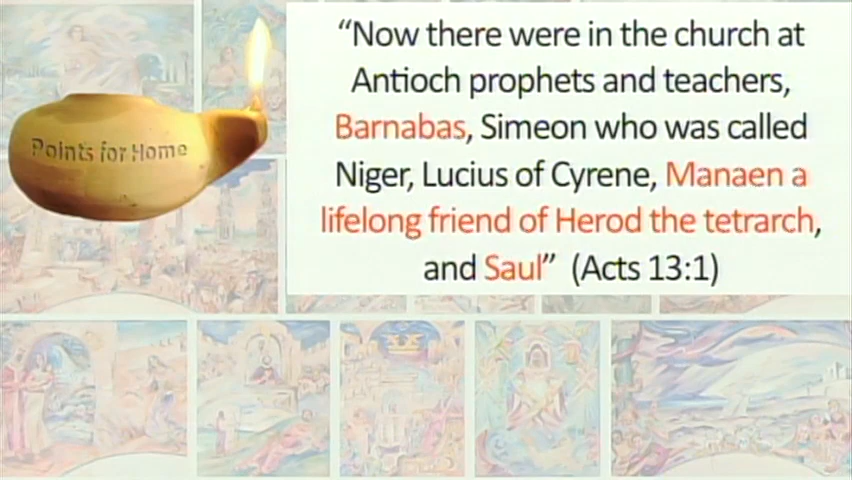 Points for Home
“Now there were in the church at
Antioch prophets and teachers,
Barnabas, Simeon who was called
Niger, Lucius of Cyrene, Manaen a
lifelong friend of Herod the tetrarch,
and Saul” (Acts 13:1)